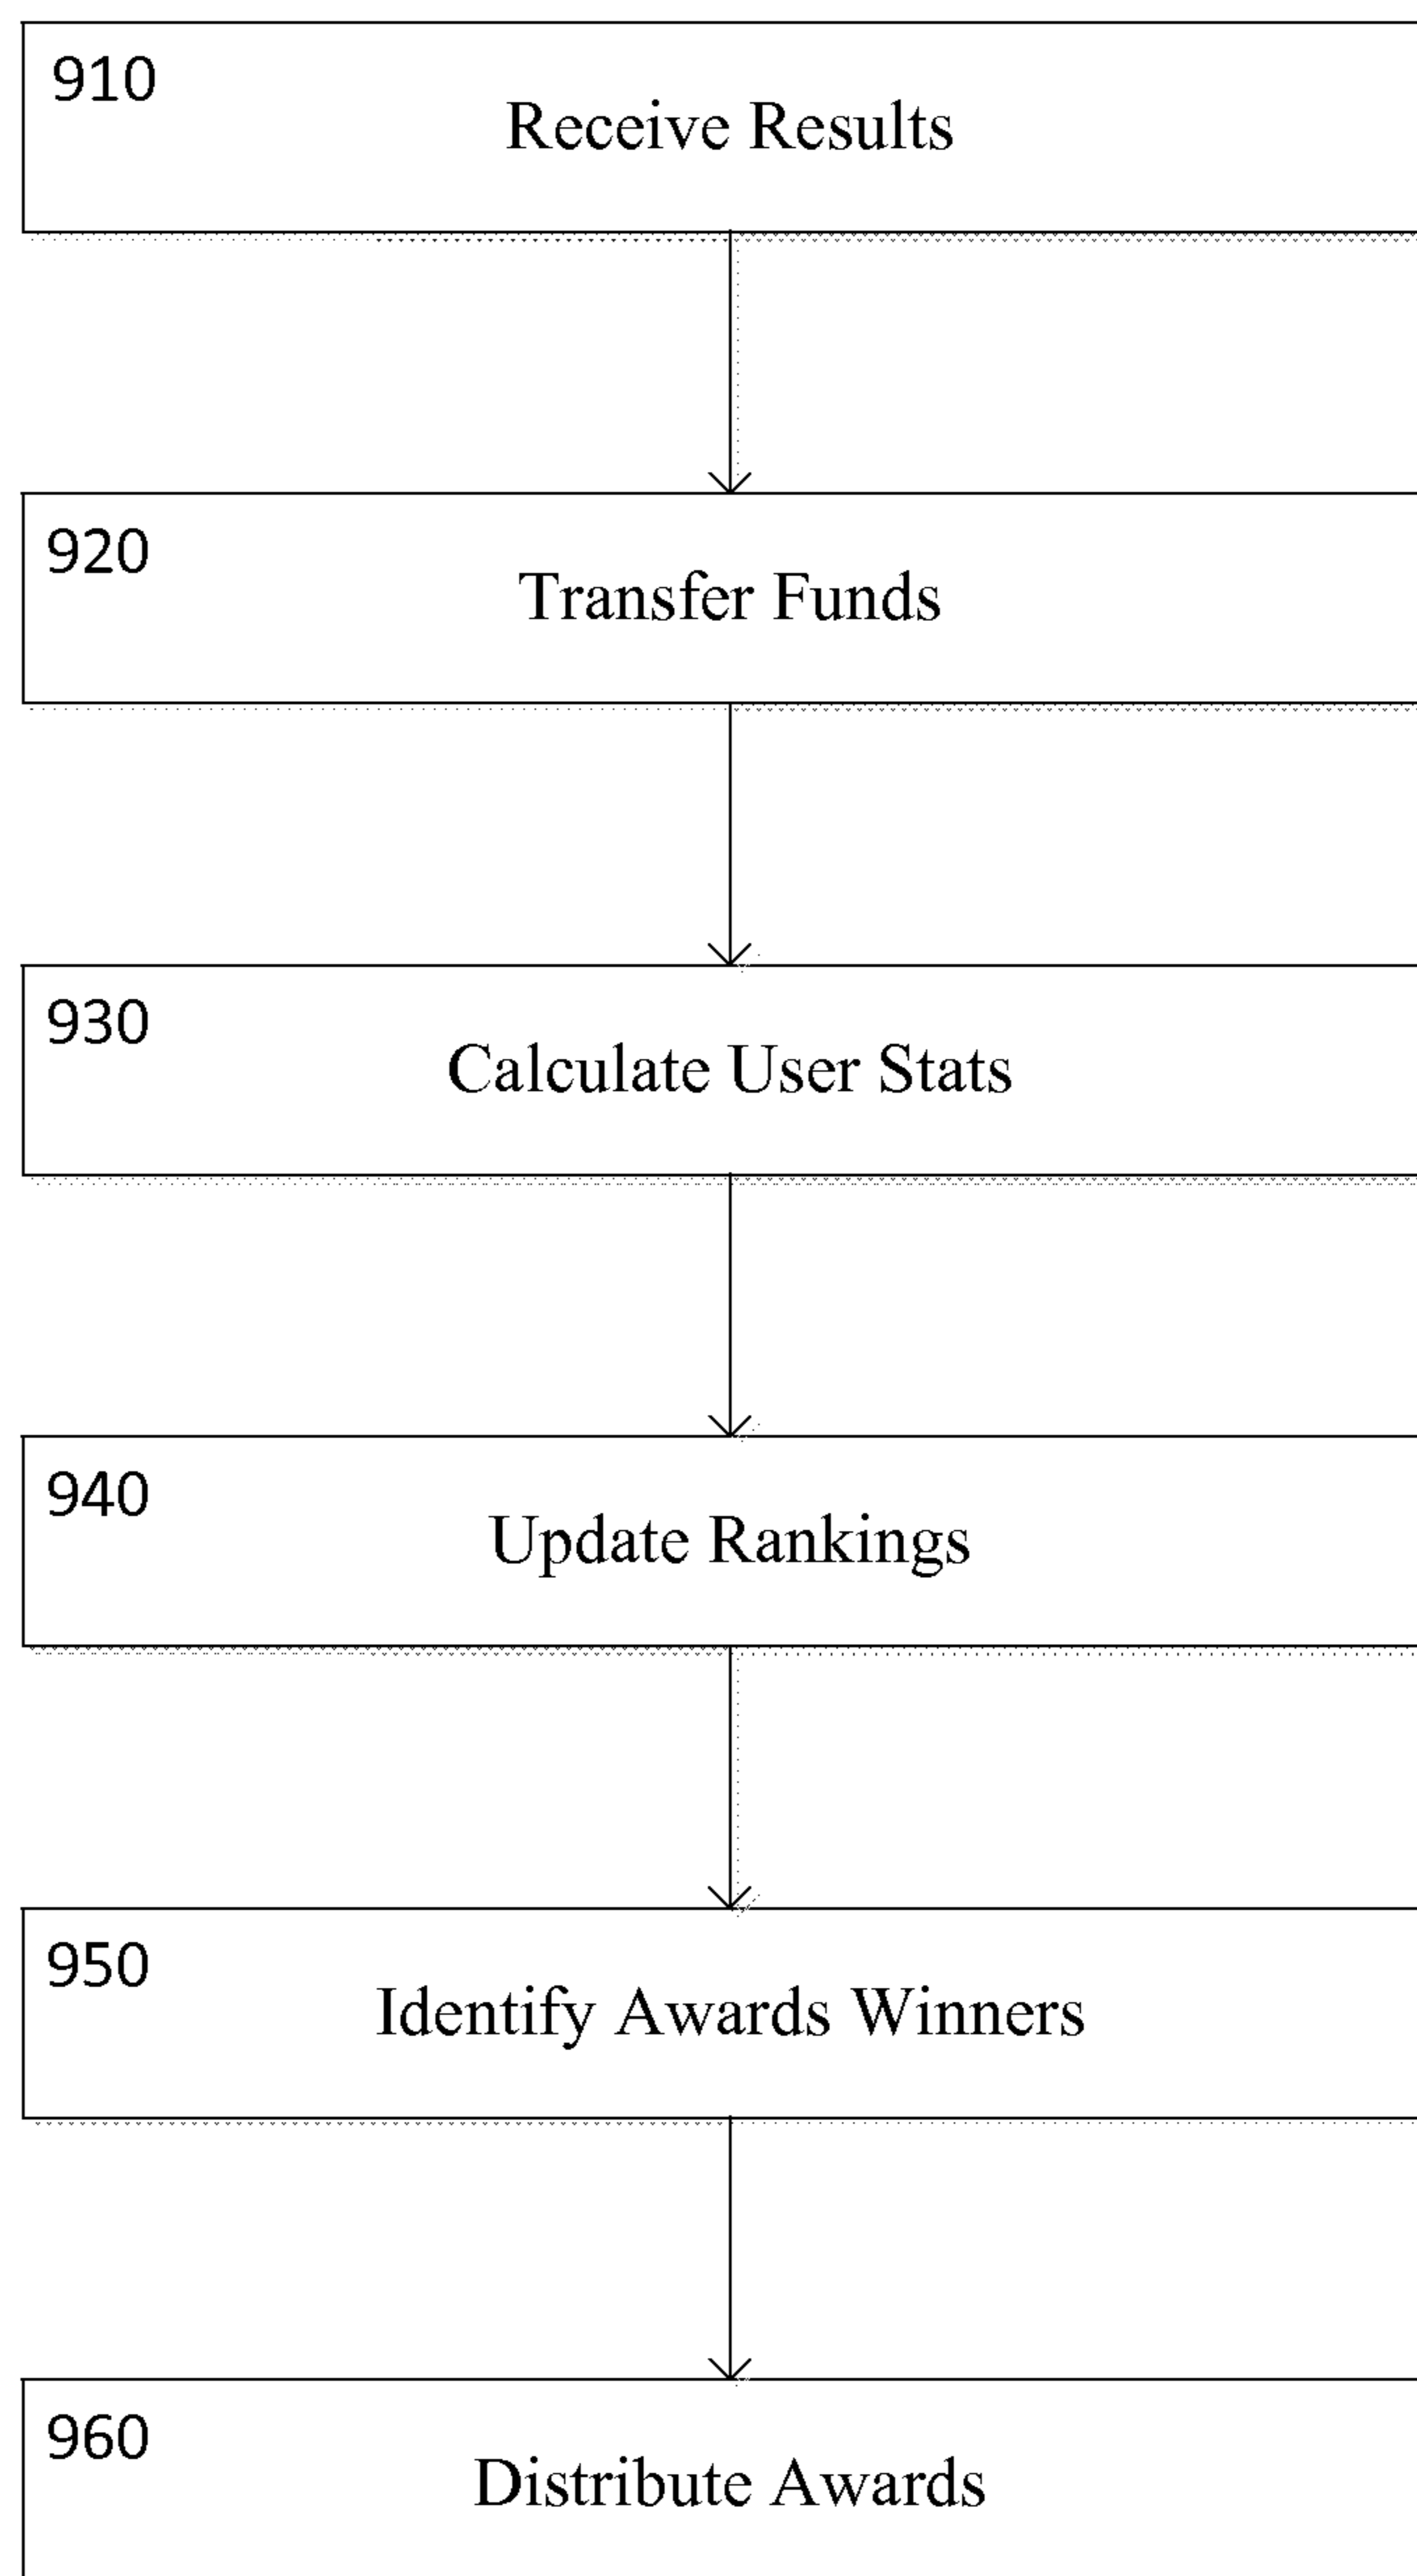 910
Receive Results
920
Transfer Funds
930
Calculate User Stats
940
Update Rankings
950
Identify Awards Winners
960
Distribute Awards